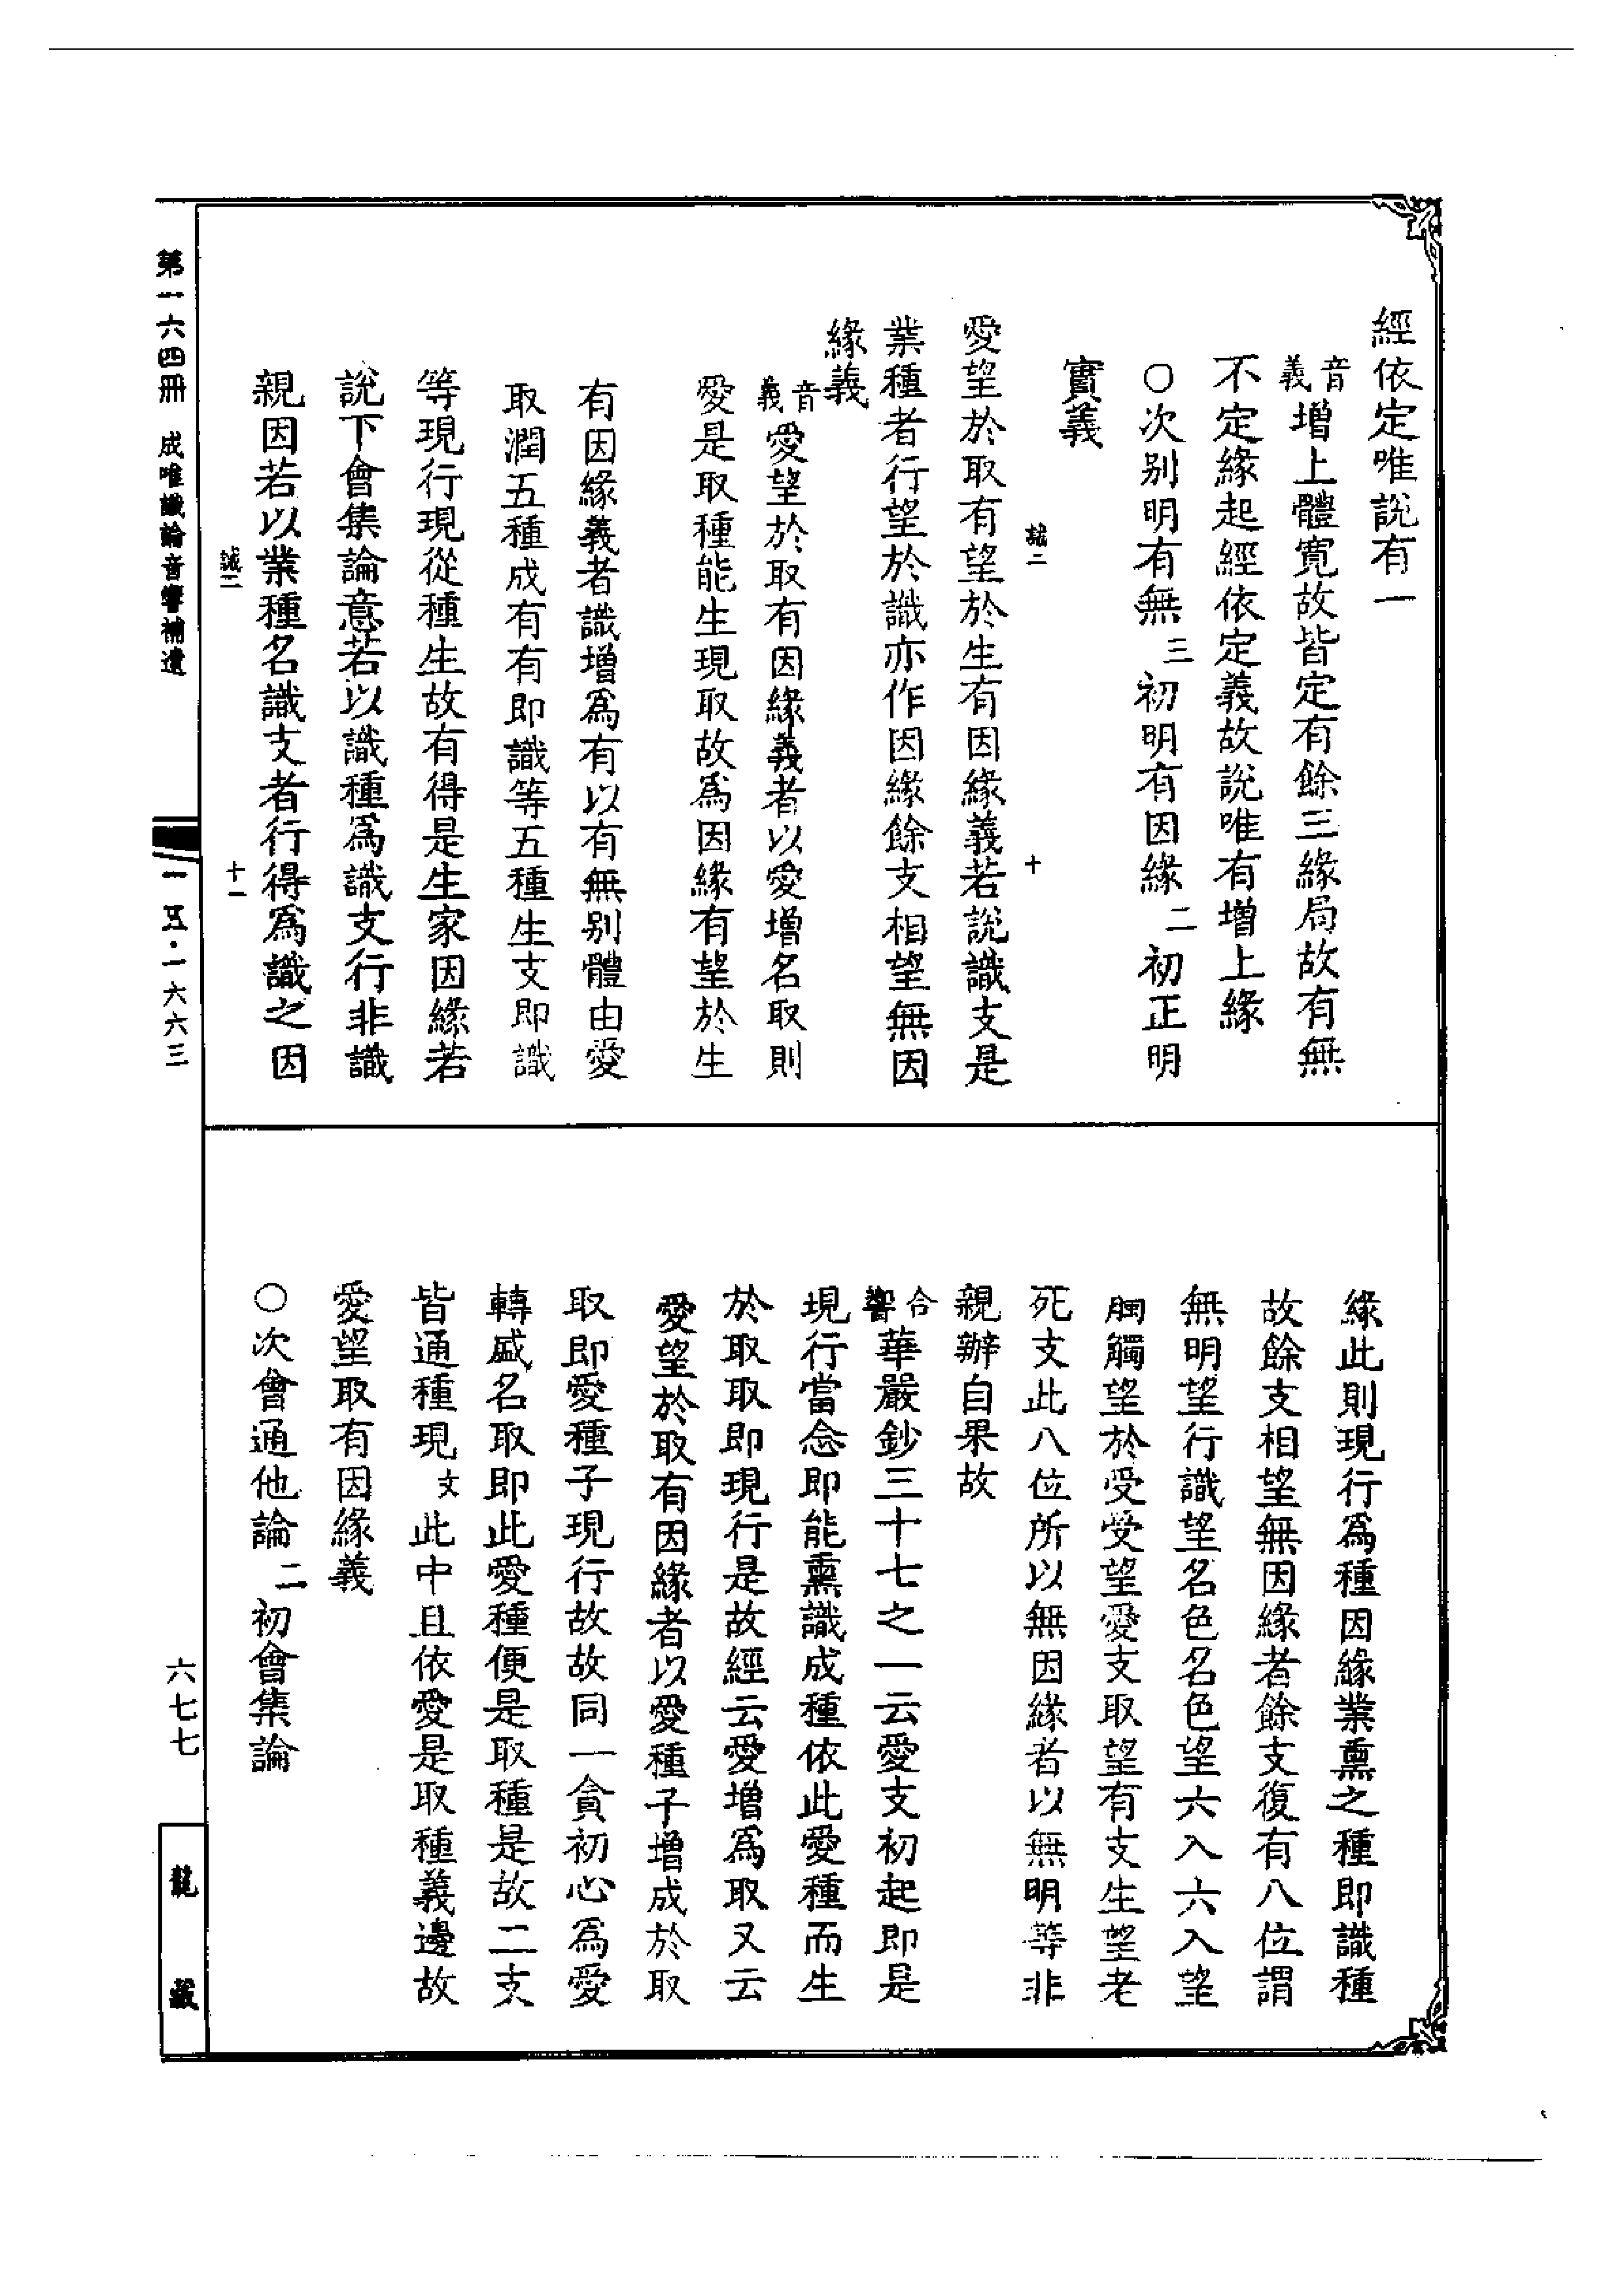 經依定唯說有一
音義增上體寬故皆定有餘三緣局故有無
不定緣起經依定義故說唯有增上緣
○次别明有無三初明有因緣二初正明
實義
誠二
十
愛望於取有望於生有因緣義若說識支是
業種者行望於識亦作因緣餘支相望無因
緣義
音義愛望於取有因緣義者以愛增名取則
愛是取種能生現取故爲因緣有望於生
有因緣義者識增爲有以有無别體由愛
取潤五種成有有即識等五種生支即識
等現行現從種生故有得是生家因緣若
說下會集論意若以識種爲識支行非識
親因若以業種名識支者行得爲識之因
誠二
十一
緣此則現行爲種因緣業熏之種即識種
故餘支相望無因緣者餘支復有八位謂
無明望行識望名色名色望六入六入望
觸觸望於受受望愛支取望有支生望老
死支此八位所以無因緣者以無明等非
親辦自果故
合響華嚴鈔三十七之一云愛支初起即是
現行當念即能熏識成種依此愛種而生
於取取即現行是故經云愛增爲取又云
愛望於取有因緣者以愛種子增成於取
取即愛種子現行故故同一貪初心爲愛
轉盛名取即此愛種便是取種是故二支
皆通種現文此中且依愛是取種義邊故
愛望取有因緣義
○次會通他論二初會集論
第一六四冊 成唯識論音響補遺
一一五·一六六三
六七七
龍藏